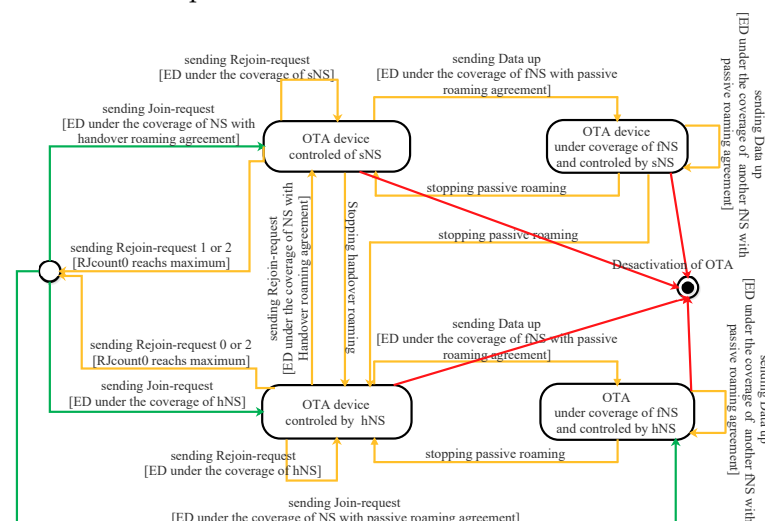 sending Rejoin-request
[ED under the coverage of sNS]
sending Data up
[ED under the coverage of fNS with passive
roaming agreement]
sending Data up
[ED under the coverage of another fNS with
passive roaming agreement]
sending Join-request
[ED under the coverage of NS with
handover roaming agreement]
OTA device
controled of sNS
OTA device
under coverage of fNS
and controled by sNS
stopping passive roaming
sending Rejoin-request
[ED under the coverage of NS with
Handover roaming agreement]
Stopping handover roaming
stopping passive roaming
sending Rejoin-request 1 or 2
[RJcount0 reachs maximum]
Desactivation of OTA
sending Data up
[ED under the coverage of fNS with passive
roaming agreement]
sending Data up
[ED under the coverage of another fNS with
passive roaming agreement]
sending Rejoin-request 0 or 2
[RJcount0 reachs maximum]
sending Join-request
[ED under the coverage of hNS]
OTA device
controled by hNS
OTA
under coverage of fNS
and controled by hNS
sending Rejoin-request
[ED under the coverage of hNS]
stopping passive roaming
sending Join-request
[ED under the coverage of NS with passive roaming agreement]